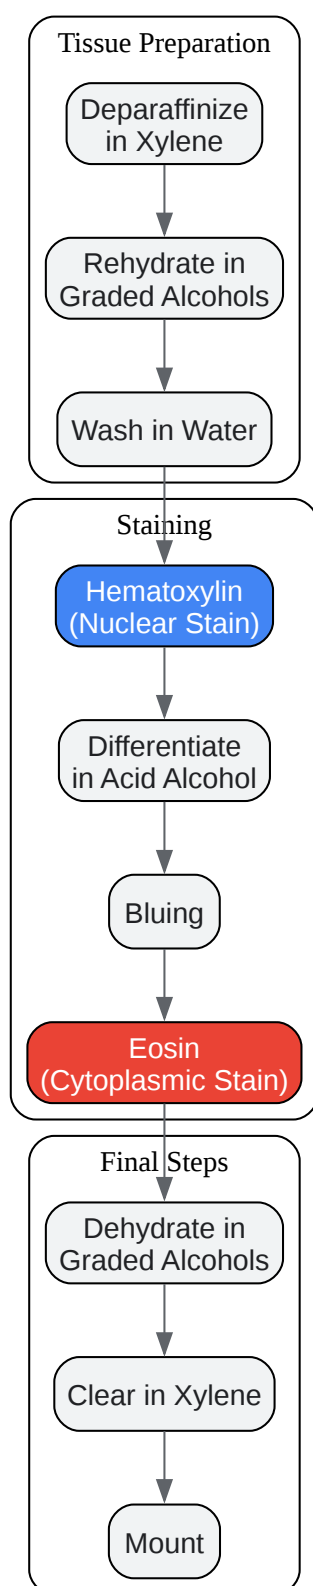 Tissue Preparation
Deparaffinize
in Xylene
Rehydrate in
Graded Alcohols
Wash in Water
Staining
Hematoxylin
(Nuclear Stain)
Differentiate
in Acid Alcohol
Bluing
Eosin
(Cytoplasmic Stain)
Final Steps
Dehydrate in
Graded Alcohols
Clear in Xylene
Mount